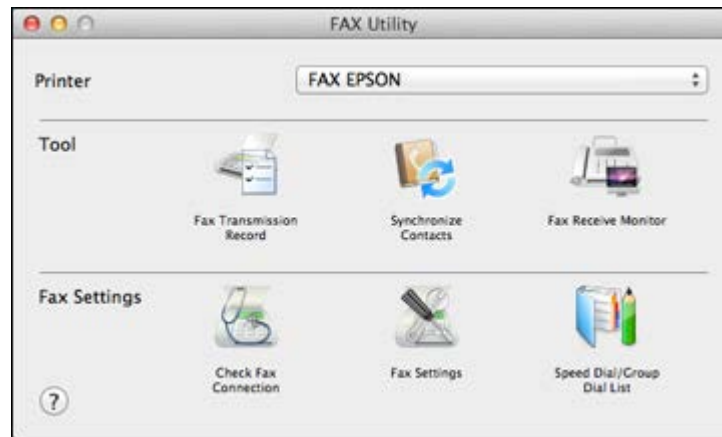 FAX Utility
Printer
FAX EPSON
Tool
Fax Transmission
Record
Synchronize
Contacts
Fax Receive Monitor
Fax Settings
Check Fax
Connection
Fax Settings
Speed Dial/Group
Dial List
?